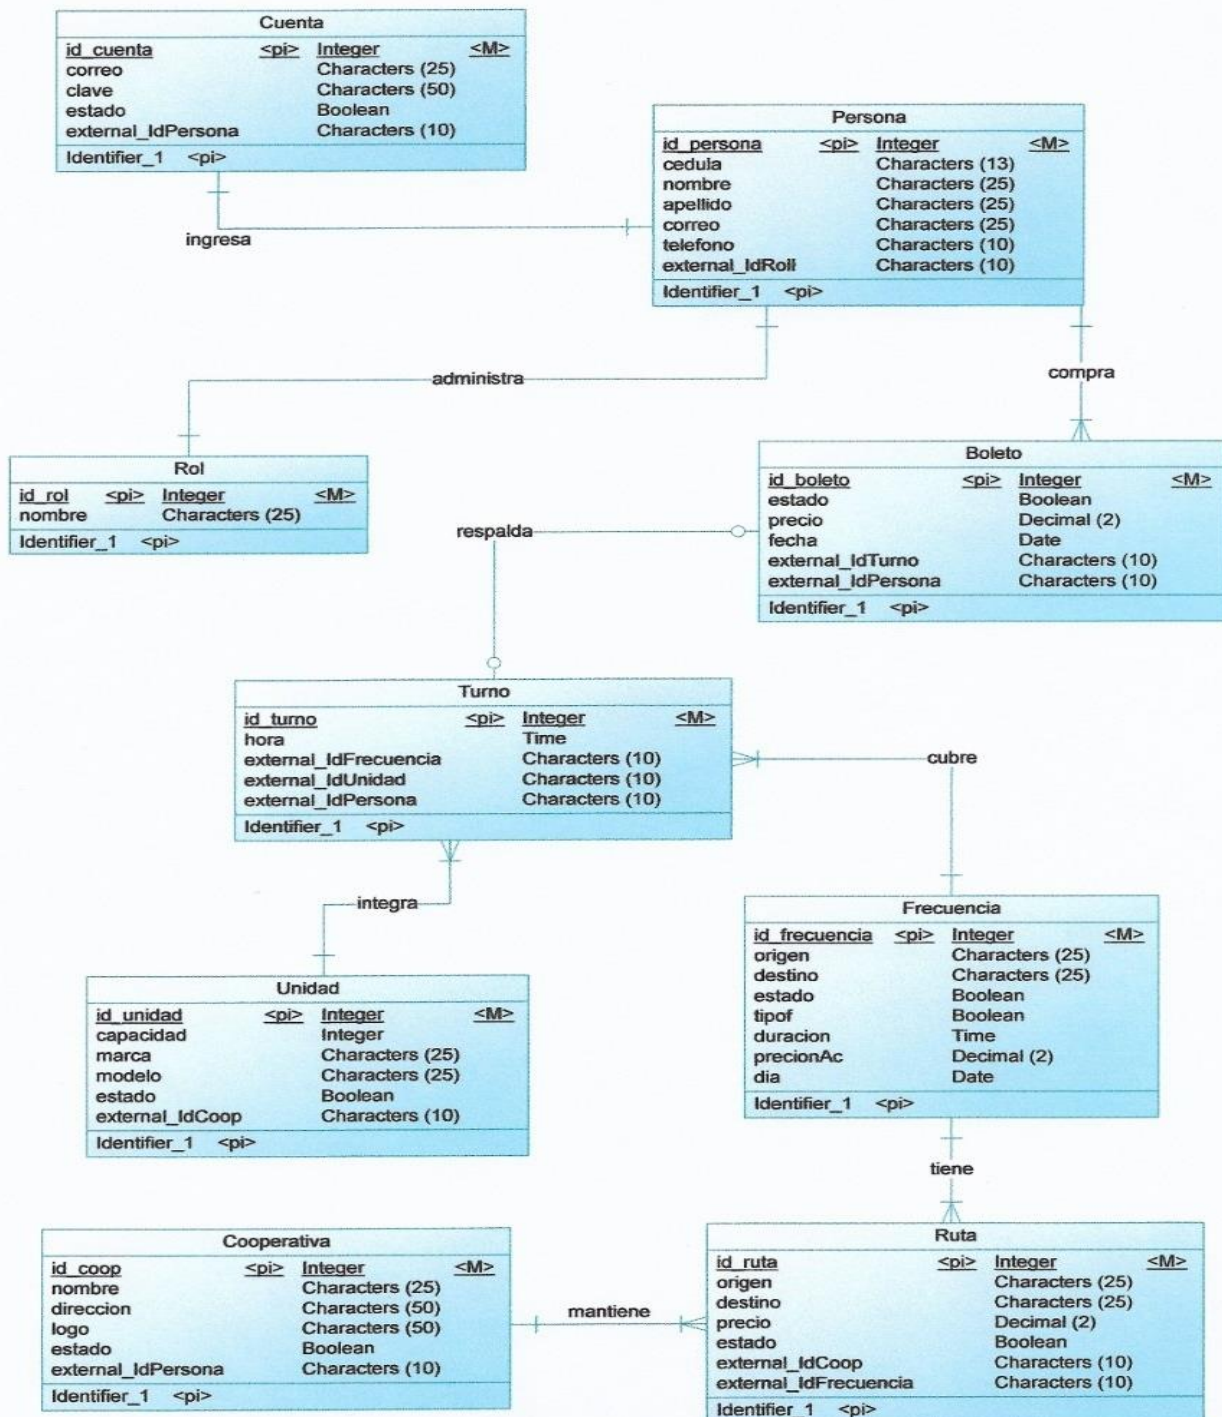 Cuenta
id_cuenta <pi> Integer <M>
correo Characters (25)
clave Characters (50)
estado Boolean
external_IdPersona Characters (10)
Identifier_1 <pi>
Persona
id_persona <pi> Integer <M>
cedula Characters (13)
nombre Characters (25)
apellido Characters (25)
correo Characters (25)
telefono Characters (10)
external_IdRoll Characters (10)
Identifier_1 <pi>
ingresa
administra
compra
Rol
id_rol <pi> Integer <M>
nombre Characters (25)
Identifier_1 <pi>
Boleto
id_boleto <pi> Integer <M>
estado Boolean
precio Decimal (2)
fecha Date
external_IdTurno Characters (10)
external_IdPersona Characters (10)
Identifier_1 <pi>
respalda
Turno
id_turno <pi> Integer <M>
hora Time
external_IdFrecuencia Characters (10)
external_IdUnidad Characters (10)
external_IdPersona Characters (10)
Identifier_1 <pi>
cubre
integra
Frecuencia
id_frecuencia <pi> Integer <M>
origen Characters (25)
destino Characters (25)
estado Boolean
tipof Boolean
duracion Time
precionAc Decimal (2)
dia Date
Identifier_1 <pi>
Unidad
id_unidad <pi> Integer <M>
capacidad Integer
marca Characters (25)
modelo Characters (25)
estado Boolean
external_IdCoop Characters (10)
Identifier_1 <pi>
tiene
Cooperativa
id_coop <pi> Integer <M>
nombre Characters (25)
direccion Characters (50)
logo Characters (50)
estado Boolean
external_IdPersona Characters (10)
Identifier_1 <pi>
mantiene
Ruta
id_ruta <pi> Integer <M>
origen Characters (25)
destino Characters (25)
precio Decimal (2)
estado Boolean
external_IdCoop Characters (10)
external_IdFrecuencia Characters (10)
Identifier_1 <pi>